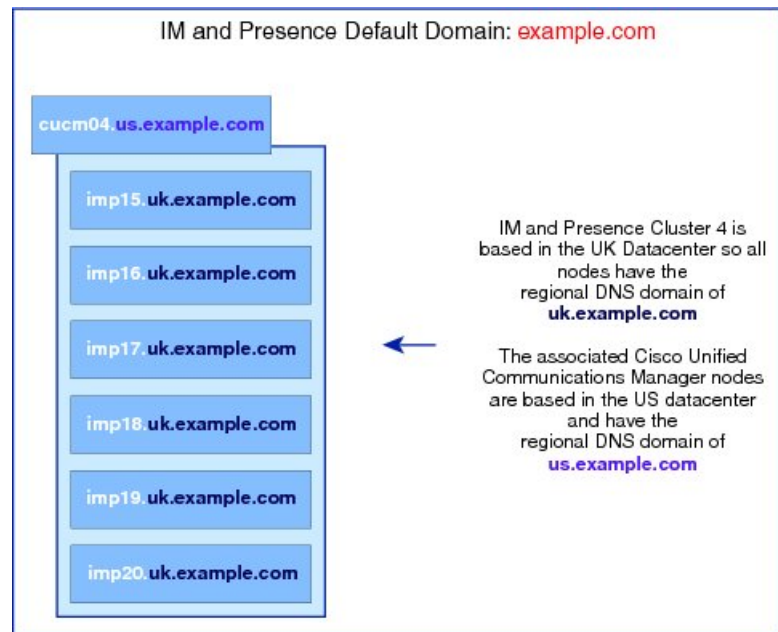 IM and Presence Default Domain: example.com
cucm04.us.example.com
imp15.uk.example.com
imp16.uk.example.com
imp17.uk.example.com
imp18.uk.example.com
imp19.uk.example.com
imp20.uk.example.com
IM and Presence Cluster 4 is
based in the UK Datacenter so all
nodes have the
regional DNS domain of
uk.example.com
The associated Cisco Unified
Communications Manager nodes
are based in the US datacenter
and have the
regional DNS domain of
us.example.com